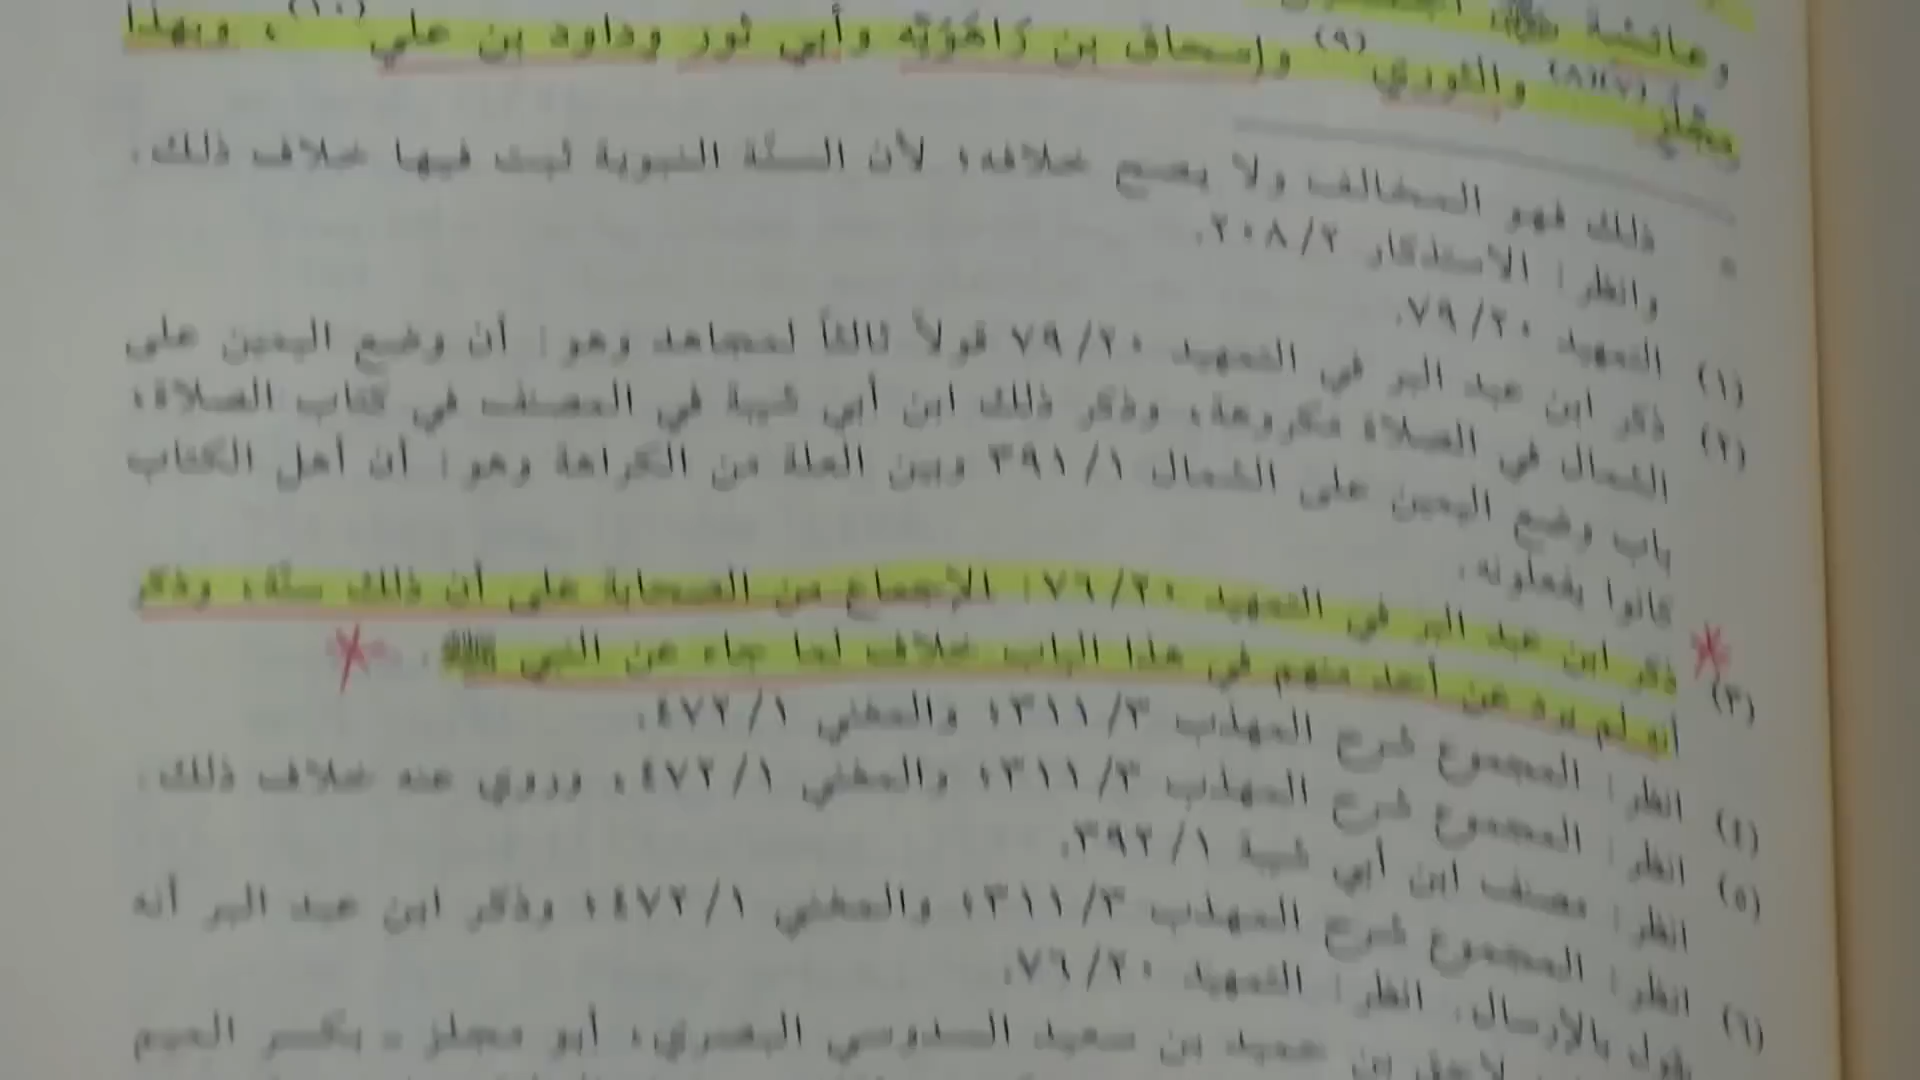 وعائشة
مجلز (٧)(٨) والثوري (٩) وإسحاق بن رَاهَوَيْه وأبي ثور وداود بن علي (١٠)، وبهذا
= ذلك فهو المخالف ولا يصح خلافه؛ لأن السنّة النبوية ثبت فيها خلاف ذلك.
وانظر: الاستذكار ٢٠٨/٢.
(١) التمهيد ٧٩/٢٠.
(٢) ذكر ابن عبد البر في التمهيد ٧٩/٢٠ قولاً ثالثاً لمجاهد وهو: أن وضع اليمين على
الشمال في الصلاة مكروهة، وذكر ذلك ابن أبي شيبة في المصنف في كتاب الصلاة،
باب وضع اليمين على الشمال ٣٩١/١ وبين العلة من الكراهة وهو: أن أهل الكتاب
كانوا يفعلونه.
(٣) ذكر ابن عبد البر في التمهيد ٧٦/٢٠: الإجماع من الصحابة على أن ذلك سنّة، وذكر
أنه لم يرد عن أحد منهم في هذا الباب خلاف لما جاء عن النبي ﷺ.
(٤) انظر: المجموع شرح المهذب ٣١١/٣، والمغني ٤٧٢/١.
(٥) انظر: المجموع شرح المهذب ٣١١/٣، والمغني ٤٧٢/١، وروي عنه خلاف ذلك.
انظر: مصنف ابن أبي شيبة ٣٩٢/١.
(٦) انظر: المجموع شرح المهذب ٣١١/٣، والمغني ٤٧٢/١، وذكر ابن عبد البر أنه
يقول بالإرسال. انظر: التمهيد ٧٦/٢٠.
لاحق بن حميد بن سعيد السدوسي البصري، أبو مجلز ـ بكسر الميم